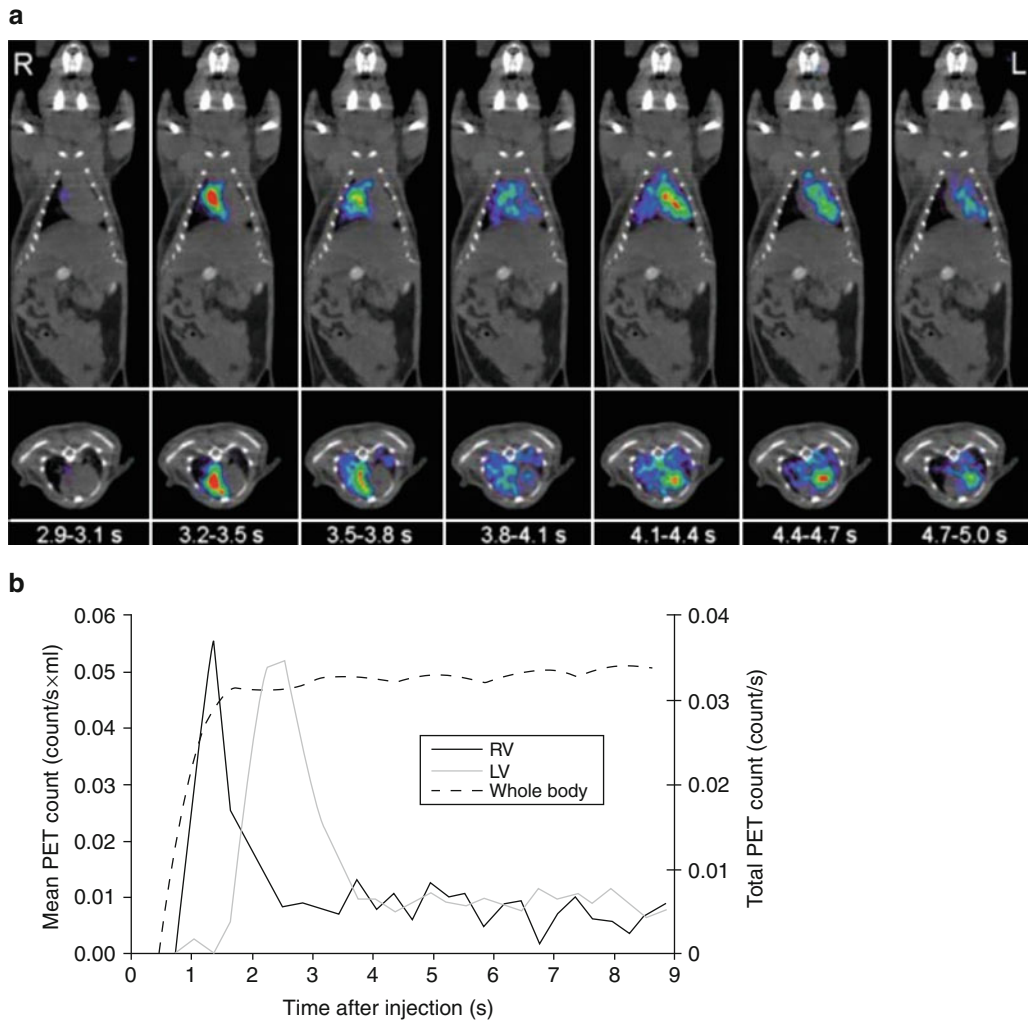 a
R L
2.9-3.1 s 3.2-3.5 s 3.5-3.8 s 3.8-4.1 s 4.1-4.4 s 4.4-4.7 s 4.7-5.0 s
b
Mean PET count (count/s×ml)
0.06
0.05
0.04
0.03
0.02
0.01
0.00
RV
LV
Whole body
0.04
0.03
0.02
0.01
0
Total PET count (count/s)
0 1 2 3 4 5 6 7 8 9
Time after injection (s)